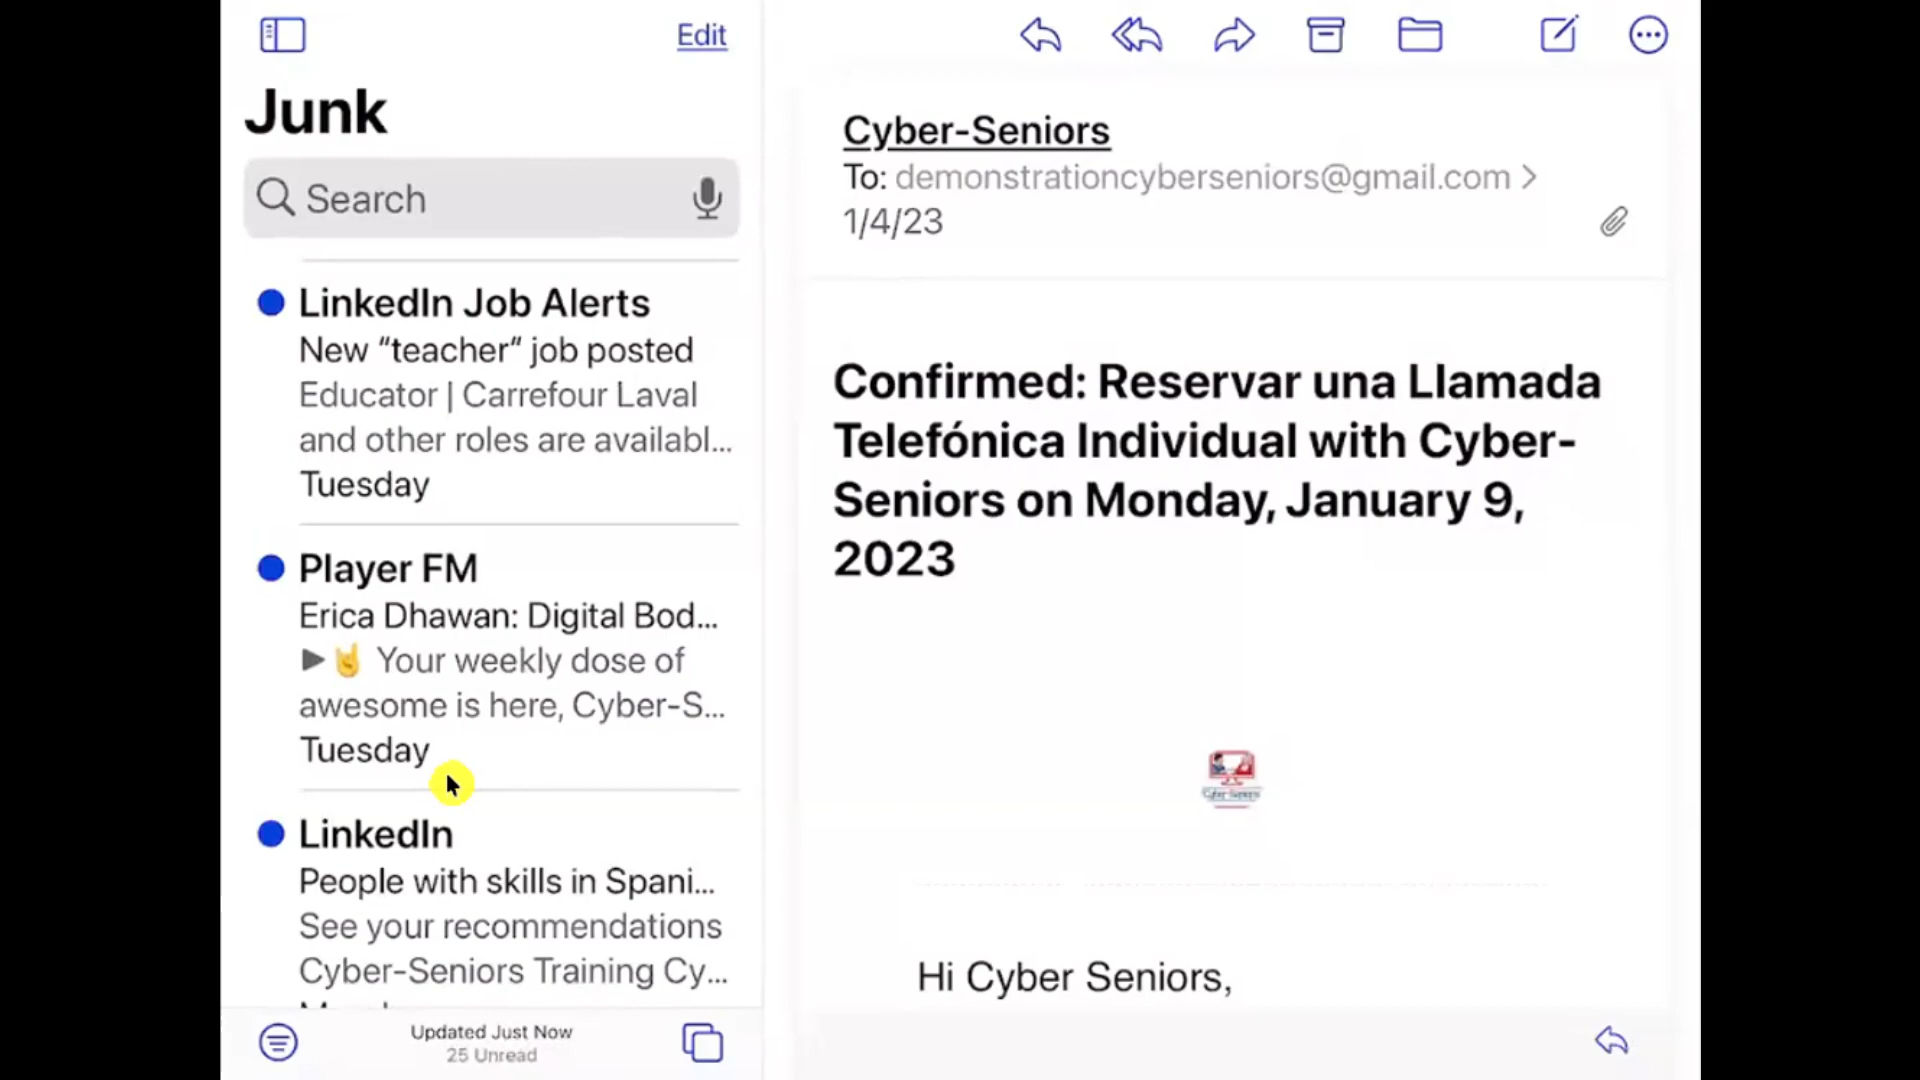 Edit
Junk
Search
LinkedIn Job Alerts
New “teacher“ job posted
Educator | Carrefour Laval
and other roles are availabl...
Tuesday
Player FM
Erica Dhawan: Digital Bod...
▶🤘 Your weekly dose of
awesome is here, Cyber-S...
Tuesday
LinkedIn
People with skills in Spani...
See your recommendations
Cyber-Seniors Training Cy...
Updated Just Now
25 Unread
Cyber-Seniors
To: demonstrationcyberseniors@gmail.com >
1/4/23
Confirmed: Reservar una Llamada
Telefónica Individual with Cyber-
Seniors on Monday, January 9,
2023
Cyber-Seniors
Hi Cyber Seniors,